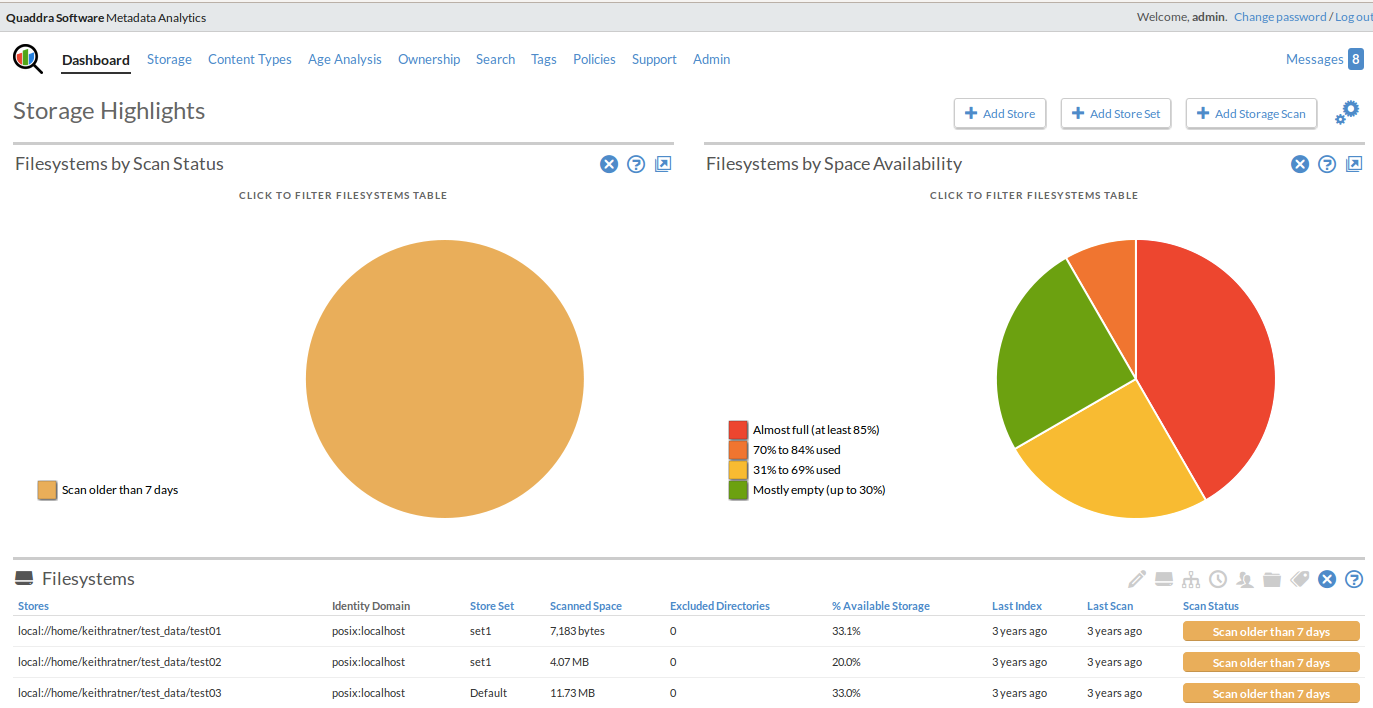 Quaddra Software Metadata Analytics Welcome, admin. Change password / Log out
Dashboard Storage Content Types Age Analysis Ownership Search Tags Policies Support Admin Messages 8
Storage Highlights + Add Store + Add Store Set + Add Storage Scan
Filesystems by Scan Status
CLICK TO FILTER FILESYSTEMS TABLE
Scan older than 7 days
Filesystems by Space Availability
CLICK TO FILTER FILESYSTEMS TABLE
Almost full (at least 85%)
70% to 84% used
31% to 69% used
Mostly empty (up to 30%)
Filesystems
Stores Identity Domain Store Set Scanned Space Excluded Directories % Available Storage Last Index Last Scan Scan Status
local://home/keithratner/test_data/test01 posix:localhost set1 7,183 bytes 0 33.1% 3 years ago 3 years ago Scan older than 7 days
local://home/keithratner/test_data/test02 posix:localhost set1 4.07 MB 0 20.0% 3 years ago 3 years ago Scan older than 7 days
local://home/keithratner/test_data/test03 posix:localhost Default 11.73 MB 0 33.0% 3 years ago 3 years ago Scan older than 7 days